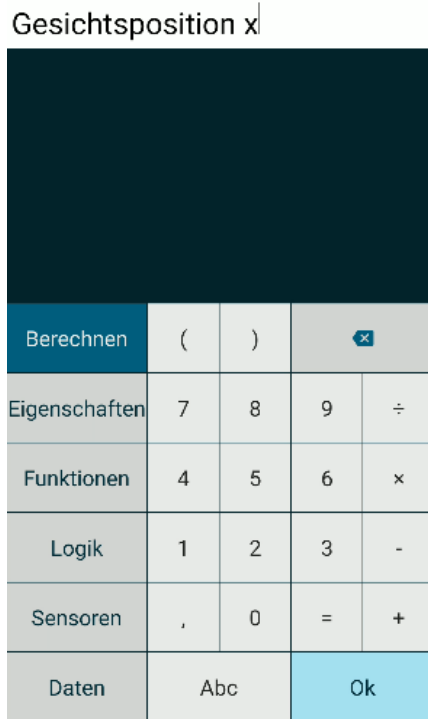 Gesichtsposition x
Berechnen ( )
Eigenschaften 7 8 9 ÷
Funktionen 4 5 6 ×
Logik 1 2 3 -
Sensoren , 0 = +
Daten Abc Ok